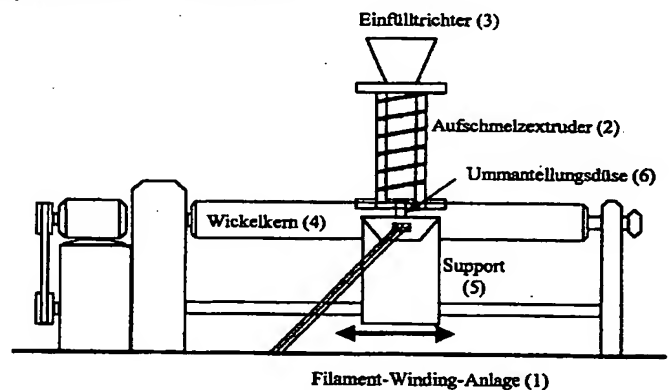 Einfülltrichter (3)
Aufschmelzextruder (2)
Ummantellungsdüse (6)
Wickelkern (4)
Support
(5)
Filament-Winding-Anlage (1)